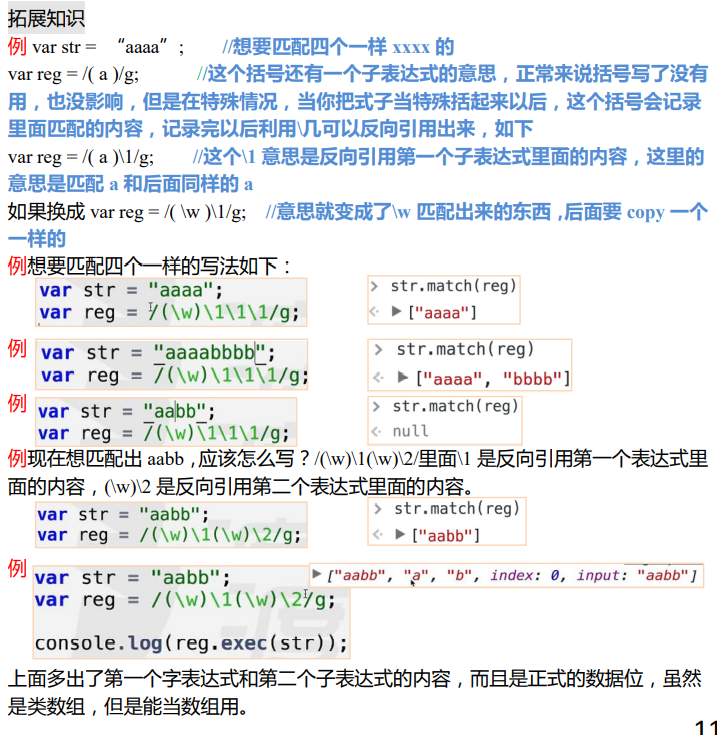 拓展知识
例 var str = “aaaa”; //想要匹配四个一样 xxxx 的
var reg = /( a )/g; //这个括号还有一个子表达式的意思，正常来说括号写了没有
用，也没影响，但是在特殊情况，当你把式子当特殊括起来以后，这个括号会记录
里面匹配的内容，记录完以后利用\几可以反向引用出来，如下
var reg = /( a )\1/g; //这个\1 意思是反向引用第一个子表达式里面的内容，这里的
意思是匹配 a 和后面同样的 a
如果换成 var reg = /( \w )\1/g; //意思就变成了\w 匹配出来的东西，后面要 copy 一个
一样的
例想要匹配四个一样的写法如下：
var str = "aaaa"; > str.match(reg)
var reg = /(\w)\1\1\1/g; <· ▶ ["aaaa"]
例 var str = "aaaabbbb"; > str.match(reg)
var reg = /(\w)\1\1\1/g; <· ▶ ["aaaa", "bbbb"]
例 var str = "aabb"; > str.match(reg)
var reg = /(\w)\1\1\1/g; <· null
例现在想匹配出 aabb，应该怎么写？/(\w)\1(\w)\2/里面\1 是反向引用第一个表达式里
面的内容，(\w)\2 是反向引用第二个表达式里面的内容。
var str = "aabb"; > str.match(reg)
var reg = /(\w)\1(\w)\2/g; <· ▶ ["aabb"]
例 var str = "aabb"; ▶ ["aabb", "a", "b", index: 0, input: "aabb"]
var reg = /(\w)\1(\w)\2/g;
console.log(reg.exec(str));
上面多出了第一个字表达式和第二个子表达式的内容，而且是正式的数据位，虽然
是类数组，但是能当数组用。
11